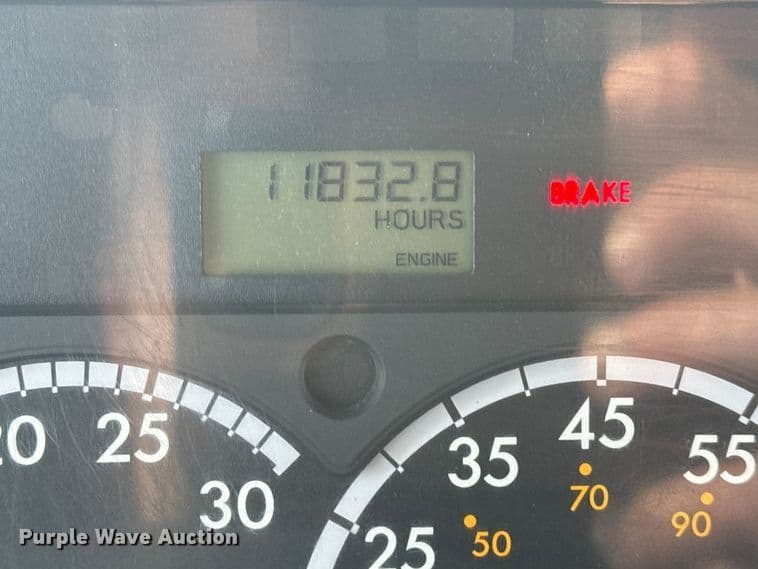 11832.8
HOURS
ENGINE
BRAKE
20
25
30
25
35
45
55
50
70
90
Purple Wave Auction